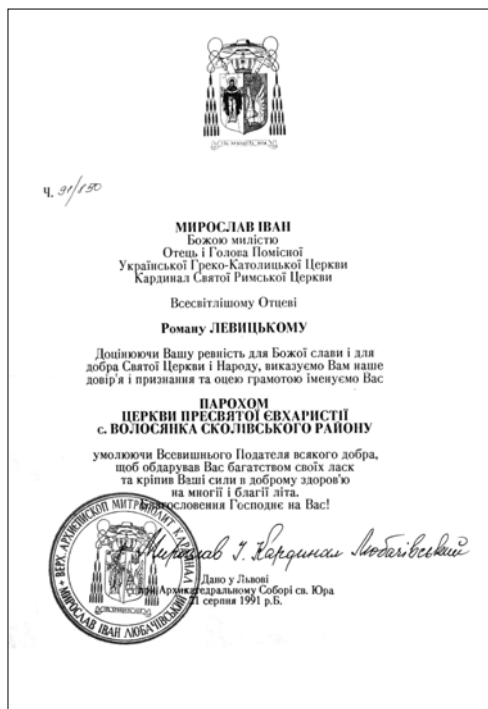 ч. 91/150
МИРОСЛАВ ІВАН
Божою милістю
Отець і Голова Помісної
Української Греко-Католицької Церкви
Кардинал Святої Римської Церкви
Всесвітлішому Отцеві
Роману ЛЕВИЦЬКОМУ
Доцінюючи Вашу ревність для Божої слави і для
добра Святої Церкви і Народу, виказуємо Вам наше
довір'я і признання та оцею грамотою іменуємо Вас
ПАРОХОМ
ЦЕРКВИ ПРЕСВЯТОЇ ЄВХАРИСТІЇ
с. ВОЛОСЯНКА СКОЛІВСЬКОГО РАЙОНУ
умолюючи Всевишнього Подателя всякого добра,
щоб обдарував Вас багатством своїх ласк
та кріпив Ваші сили в доброму здоров'ю
на многії і благії літа.
Благословення Господнє на Вас!
Мирослав І. Кардинал Любачівський
Дано у Львові
при Архикатедральному Соборі св. Юра
21 серпня 1991 р.Б.
ВЕРХ. АРХИЄПИСКОП МИТРОПОЛИТ КАРДИНАЛ
МИРОСЛАВ ІВАН ЛЮБАЧІВСЬКИЙ